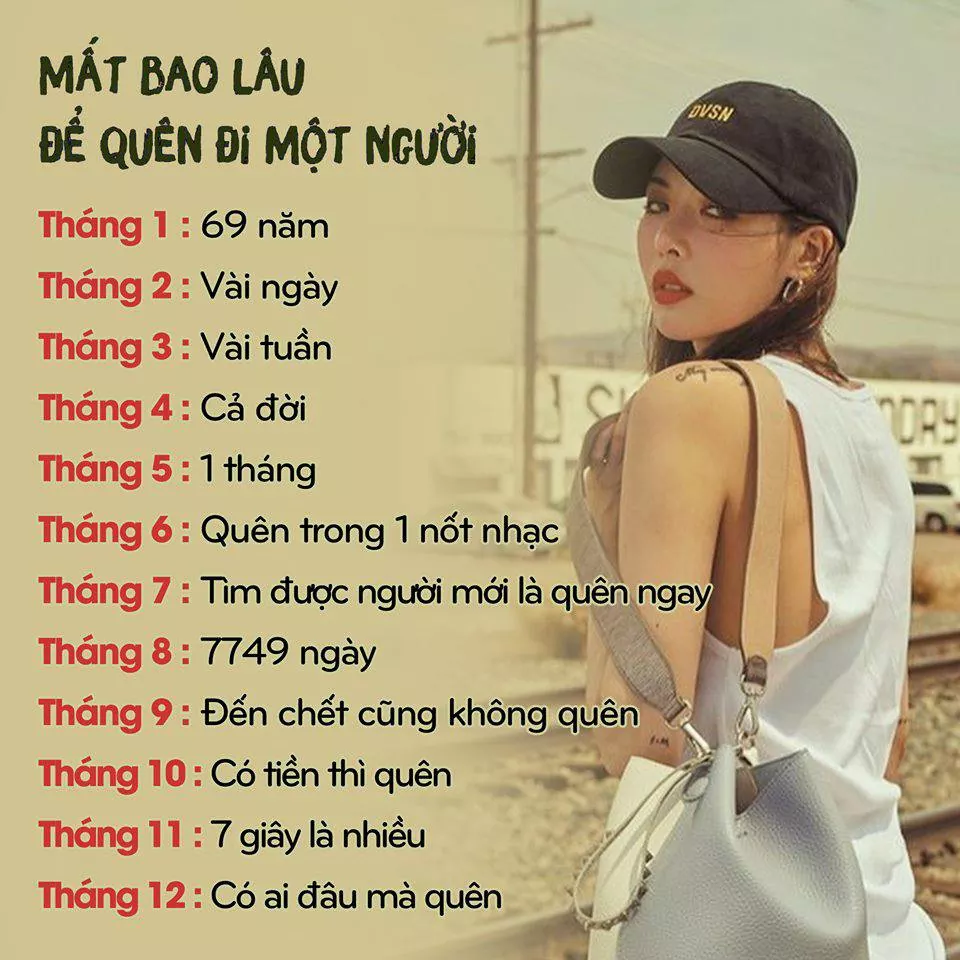 MẤT BAO LÂU
ĐỂ QUÊN ĐI MỘT NGƯỜI
DVSN
Tháng 1 : 69 năm
Tháng 2 : Vài ngày
Tháng 3 : Vài tuần
Tháng 4 : Cả đời
Tháng 5 : 1 tháng
Tháng 6 : Quên trong 1 nốt nhạc
Tháng 7 : Tìm được người mới là quên ngay
Tháng 8 : 7749 ngày
Tháng 9 : Đến chết cũng không quên
Tháng 10 : Có tiền thì quên
Tháng 11 : 7 giây là nhiều
Tháng 12 : Có ai đâu mà quên